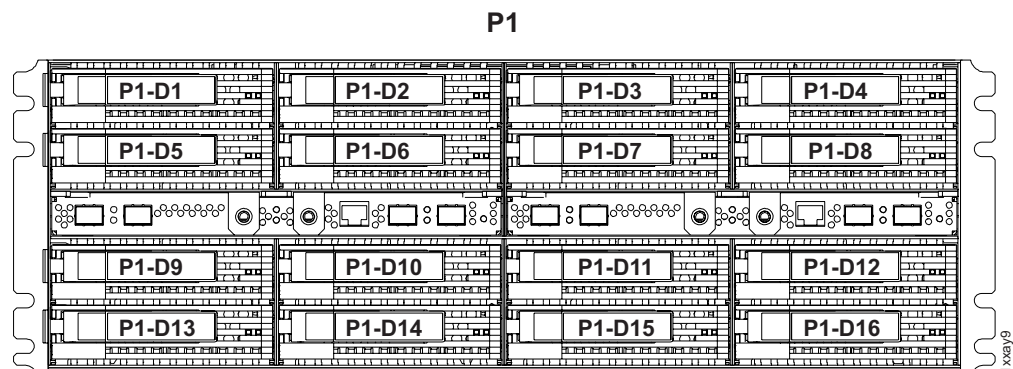 P1
P1-D1 P1-D2 P1-D3 P1-D4
P1-D5 P1-D6 P1-D7 P1-D8
P1-D9 P1-D10 P1-D11 P1-D12
P1-D13 P1-D14 P1-D15 P1-D16
xxay9